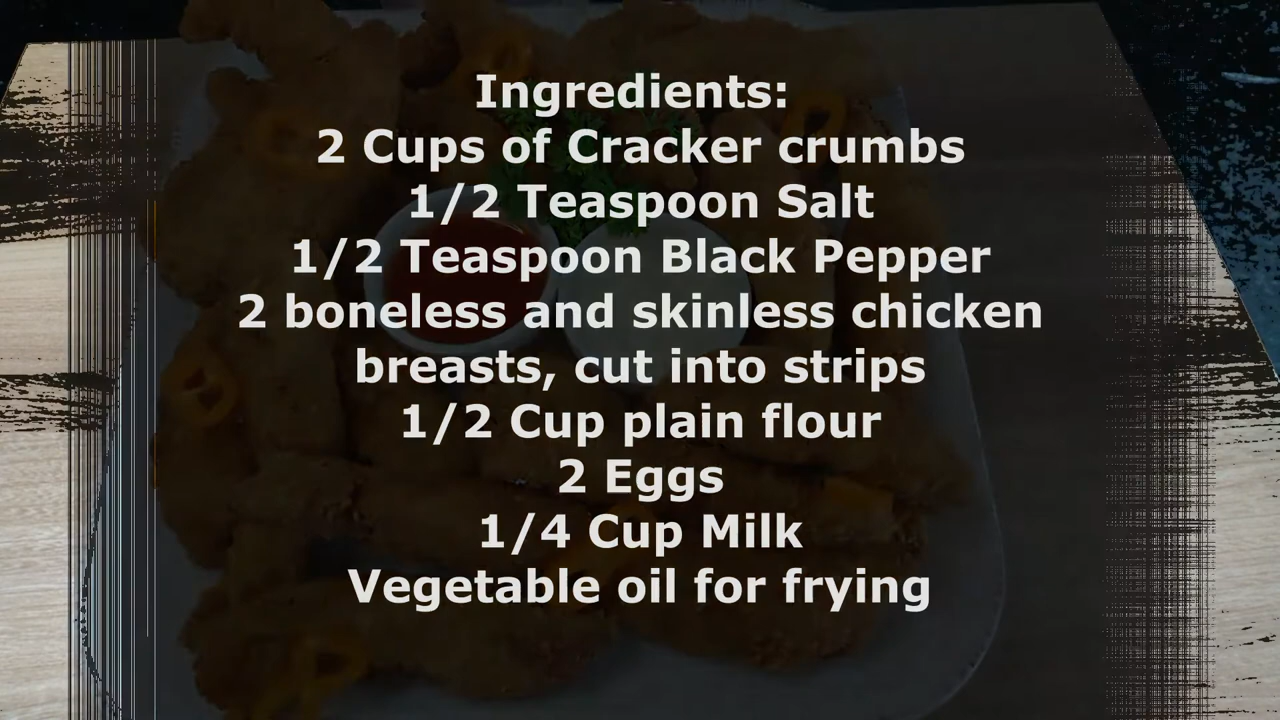 Ingredients:
2 Cups of Cracker crumbs
1/2 Teaspoon Salt
1/2 Teaspoon Black Pepper
2 boneless and skinless chicken
breasts, cut into strips
1/2 Cup plain flour
2 Eggs
1/4 Cup Milk
Vegetable oil for frying